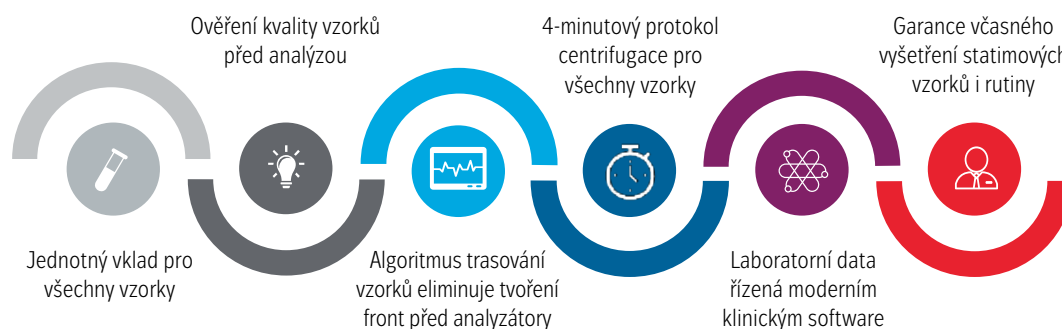 Ověření kvality vzorků
před analýzou
4-minutový protokol
centrifugace pro
všechny vzorky
Garance včasného
vyšetření statimových
vzorků i rutiny
Jednotný vklad pro
všechny vzorky
Algoritmus trasování
vzorků eliminuje tvoření
front před analyzátory
Laboratorní data
řízená moderním
klinickým software